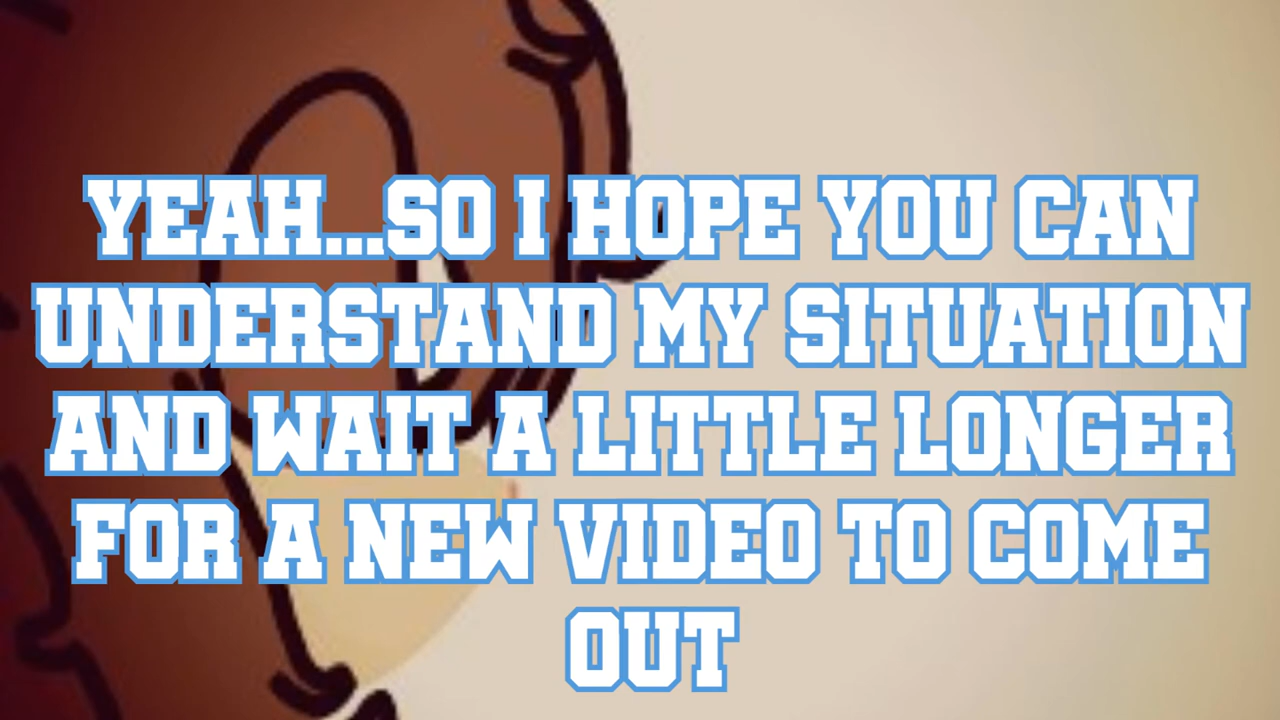 YEAH...SO I HOPE YOU CAN
UNDERSTAND MY SITUATION
AND WAIT A LITTLE LONGER
FOR A NEW VIDEO TO COME
OUT